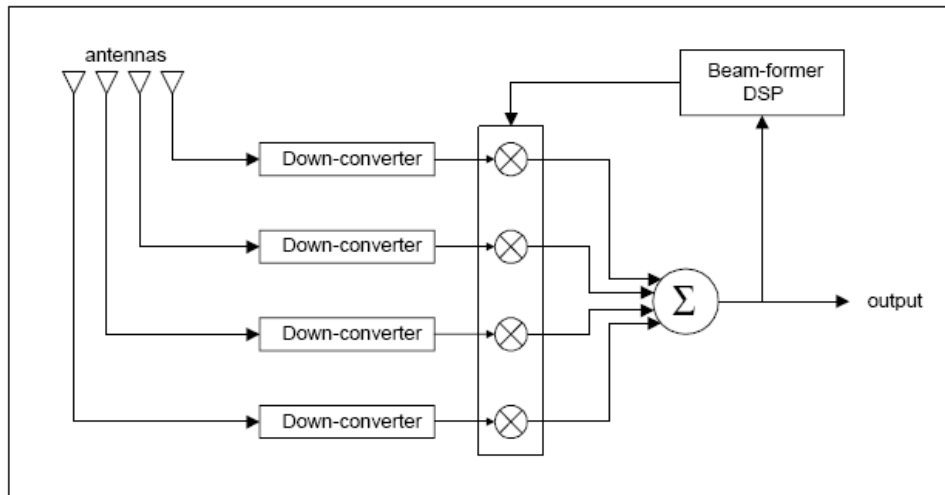 antennas
Beam-former
DSP
Down-converter
Down-converter
Σ
output
Down-converter
Down-converter